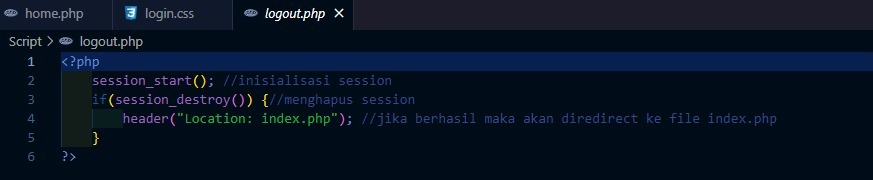 home.php login.css logout.php
Script > logout.php
1 <?php
2 session_start(); //inisialisasi session
3 if(session_destroy()) {//menghapus session
4 header("Location: index.php"); //jika berhasil maka akan diredirect ke file index.php
5 }
6 ?>